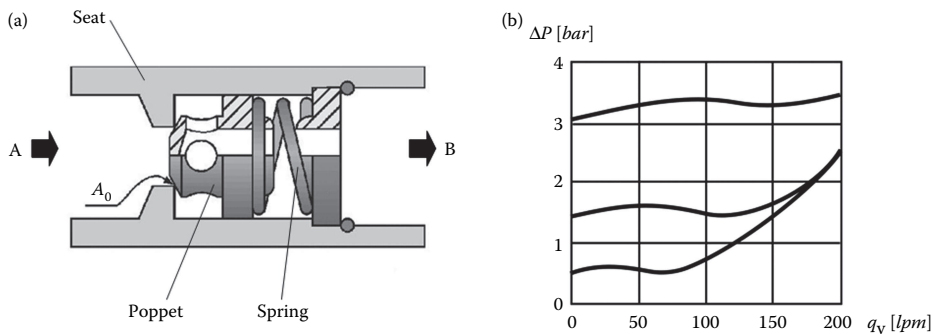 (a)
Seat
A
B
A0
Poppet
Spring
(b)
ΔP [bar]
4
3
2
1
0
0 50 100 150 200 qv [lpm]